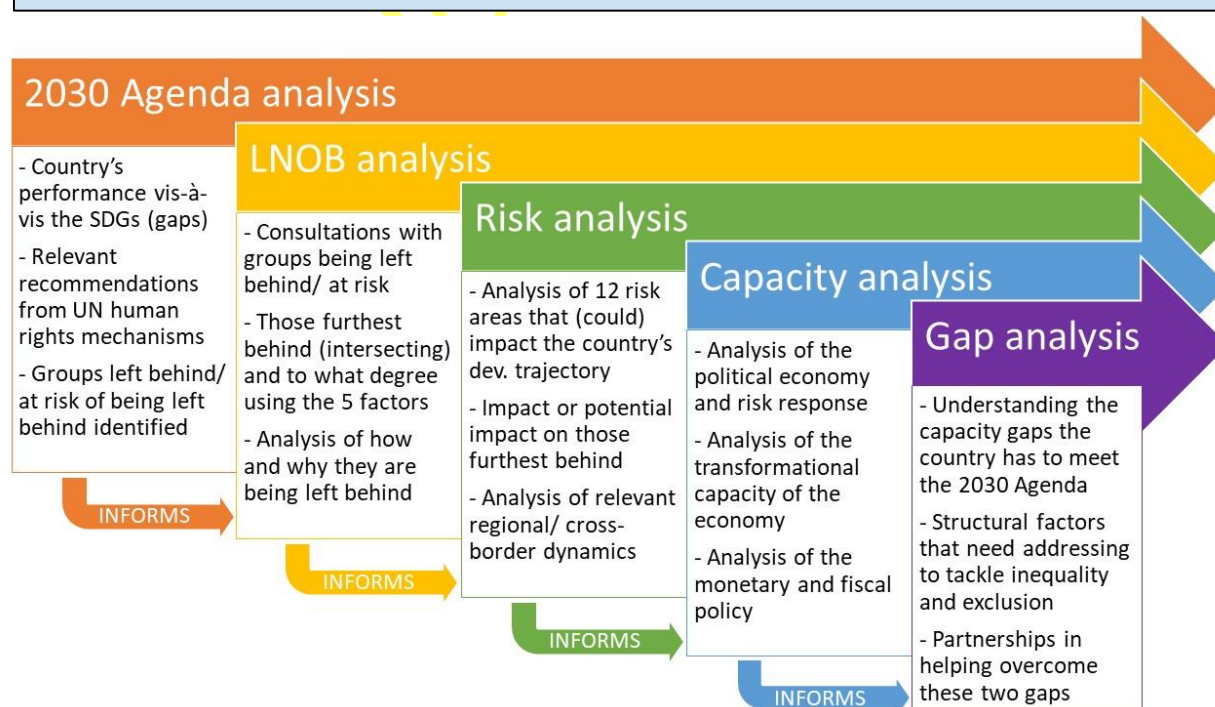 2030 Agenda analysis
- Country's
performance vis-à-
vis the SDGs (gaps)
- Relevant
recommendations
from UN human
rights mechanisms
- Groups left behind/
at risk of being left
behind identified
INFORMS
LNOB analysis
- Consultations with
groups being left
behind/ at risk
- Those furthest
behind (intersecting)
and to what degree
using the 5 factors
- Analysis of how
and why they are
being left behind
INFORMS
Risk analysis
- Analysis of 12 risk
areas that (could)
impact the country's
dev. trajectory
- Impact or potential
impact on those
furthest behind
- Analysis of relevant
regional/ cross-
border dynamics
INFORMS
Capacity analysis
- Analysis of the
political economy
and risk response
- Analysis of the
transformational
capacity of the
economy
- Analysis of the
monetary and fiscal
policy
INFORMS
Gap analysis
- Understanding the
capacity gaps the
country has to meet
the 2030 Agenda
- Structural factors
that need addressing
to tackle inequality
and exclusion
- Partnerships in
helping overcome
these two gaps